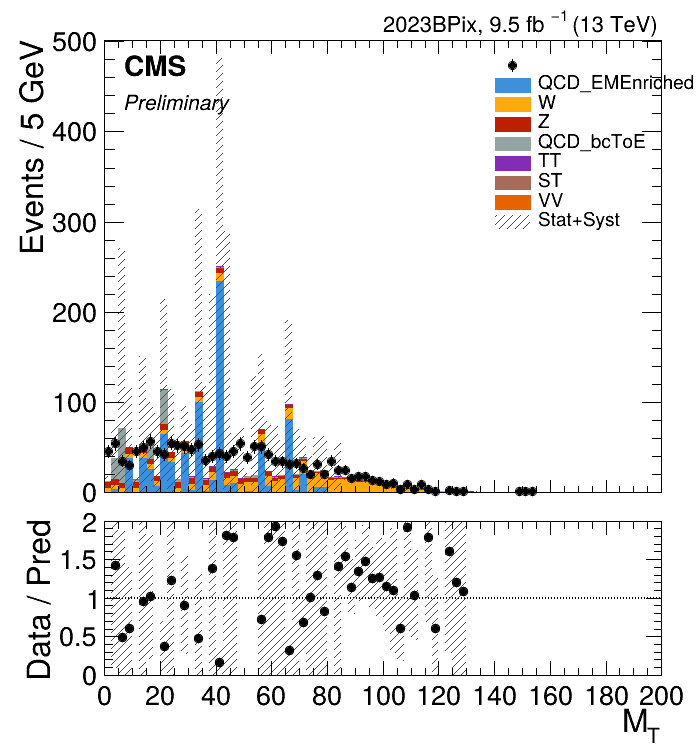 2023BPix, 9.5 fb⁻¹ (13 TeV)
CMS
Preliminary
QCD_EMEnriched
W
Z
QCD_bcToE
TT
ST
VV
Stat+Syst
Events / 5 GeV
500
400
300
200
100
0
Data / Pred
2
1.5
1
0.5
0
0 20 40 60 80 100 120 140 160 180 200
M_T